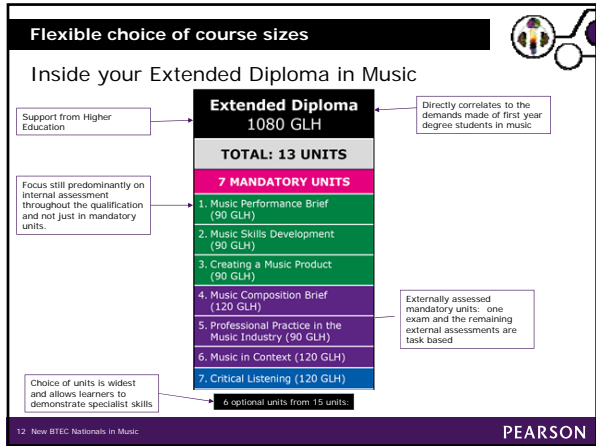 Flexible choice of course sizes
Inside your Extended Diploma in Music
Support from Higher
Education
Extended Diploma
1080 GLH
Directly correlates to the
demands made of first year
degree students in music
TOTAL: 13 UNITS
7 MANDATORY UNITS
Focus still predominantly on
internal assessment
throughout the qualification
and not just in mandatory
units.
1. Music Performance Brief
(90 GLH)
2. Music Skills Development
(90 GLH)
3. Creating a Music Product
(90 GLH)
4. Music Composition Brief
(120 GLH)
5. Professional Practice in the
Music Industry (90 GLH)
6. Music in Context (120 GLH)
7. Critical Listening (120 GLH)
Externally assessed
mandatory units: one
exam and the remaining
external assessments are
task based
Choice of units is widest
and allows learners to
demonstrate specialist skills
6 optional units from 15 units:
12 New BTEC Nationals in Music
PEARSON